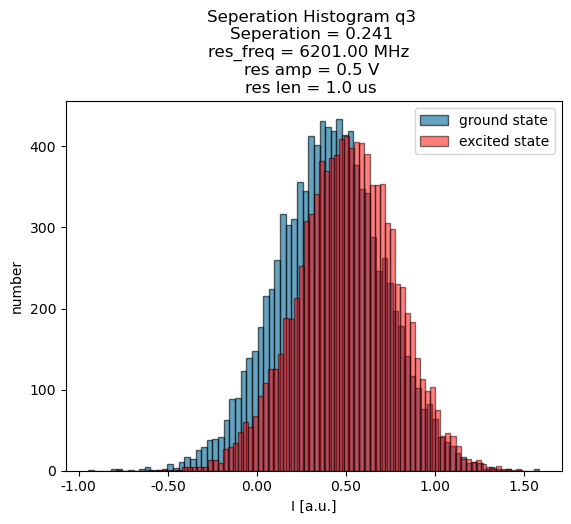 Seperation Histogram q3
Seperation = 0.241
res_freq = 6201.00 MHz
res amp = 0.5 V
res len = 1.0 us
ground state
excited state
number
400
300
200
100
0
-1.00
-0.50
0.00
0.50
1.00
1.50
I [a.u.]